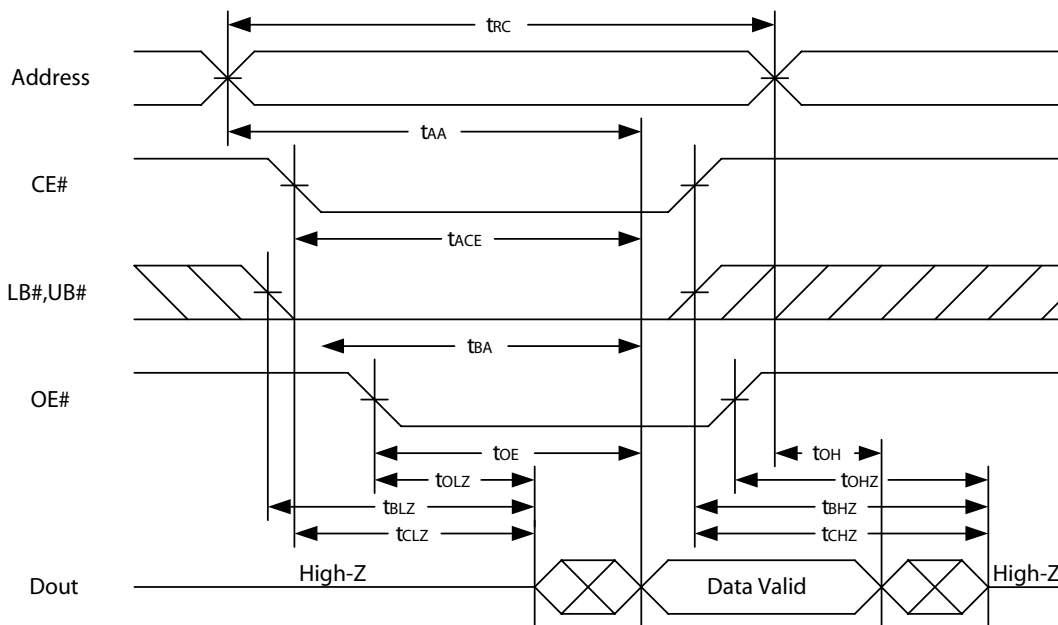 tRC
Address
tAA
CE#
tACE
LB#,UB#
tBA
OE#
tOE
tOH
tOLZ
tOHZ
tBLZ
tBHZ
tCLZ
tCHZ
High-Z
Dout
Data Valid
High-Z